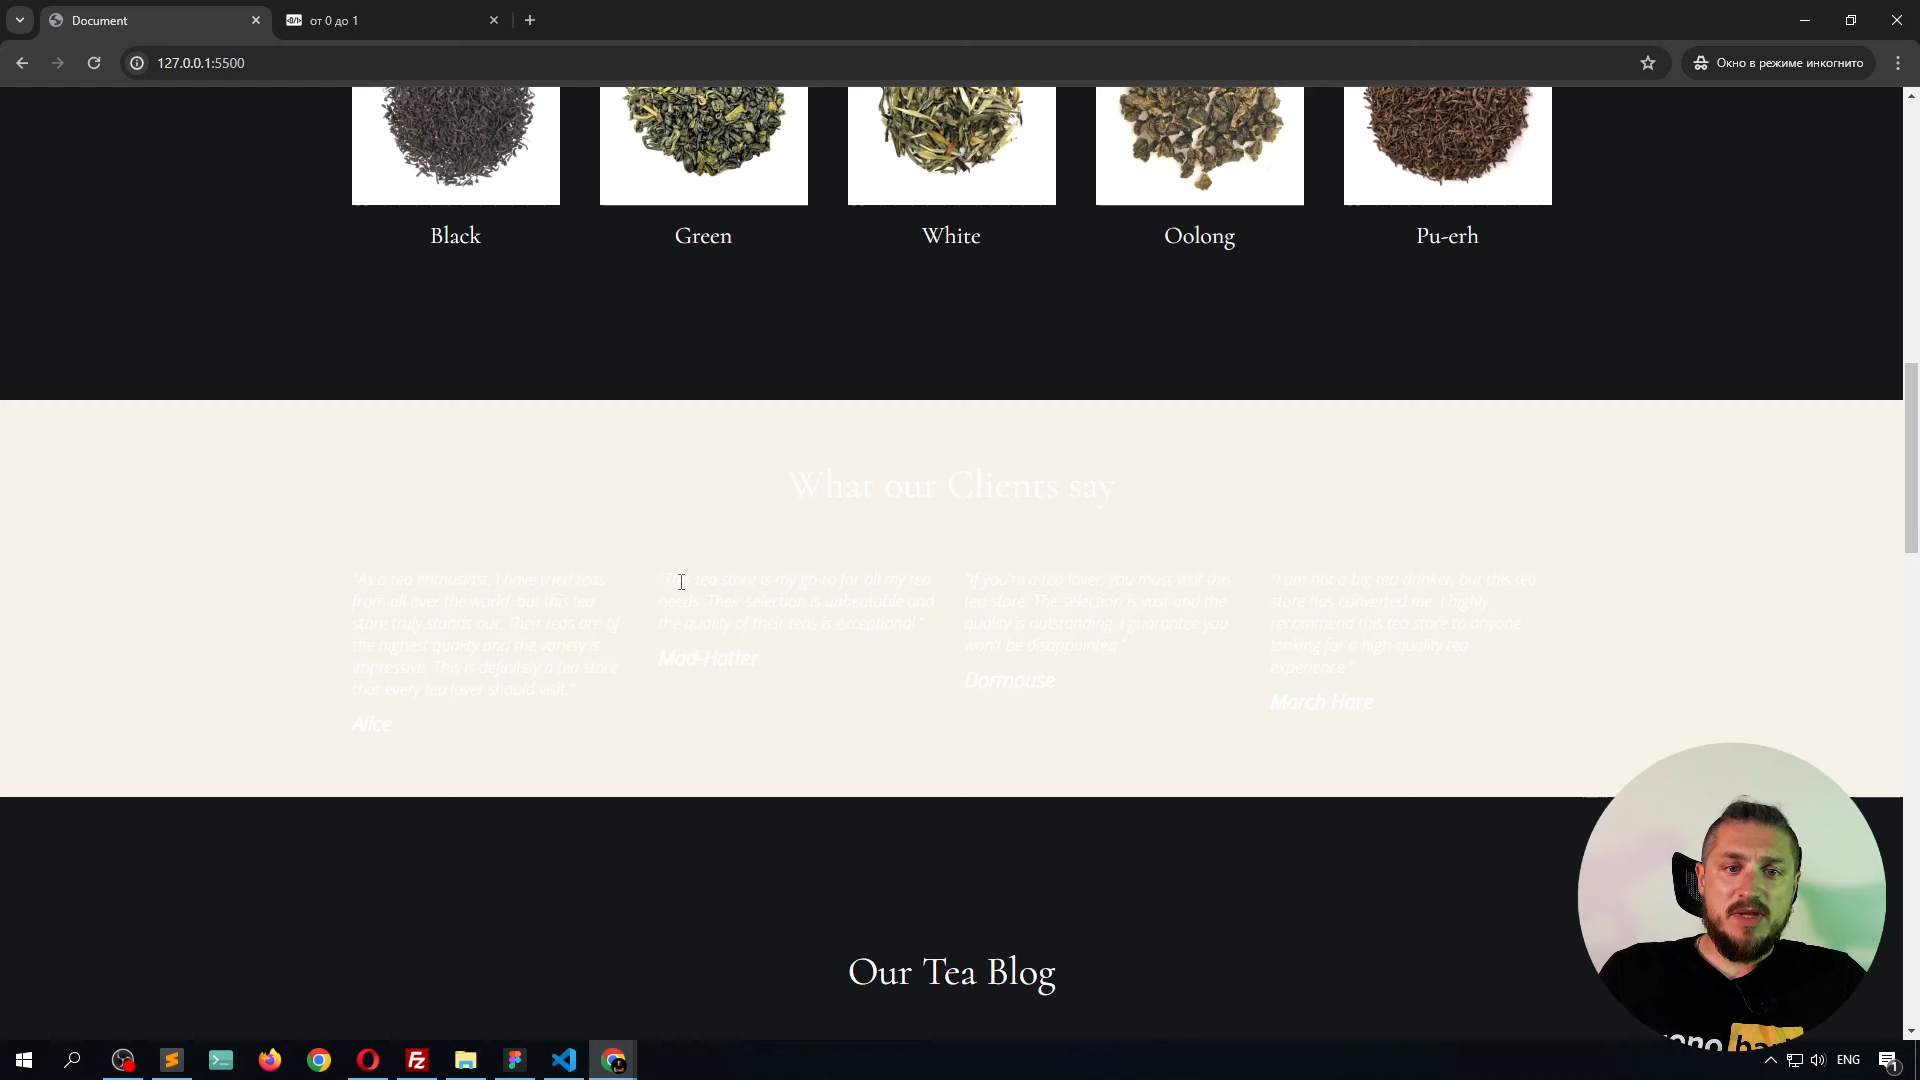 Document
от 0 до 1
127.0.0.1:5500
Окно в режиме инкогнито
Black
Green
White
Oolong
Pu-erh
What our Clients say
"As a tea enthusiast, I have tried teas
from all over the world, but this tea
store truly stands out. Their teas are of
the highest quality and the variety is
impressive. This is definitely a tea store
that every tea lover should visit."
Alice
"This tea store is my go-to for all my tea
needs. Their selection is unbeatable and
the quality of their teas is exceptional."
Mad-Hatter
"If you're a tea lover, you must visit this
tea store. The selection is vast and the
quality is outstanding. I guarantee you
won't be disappointed."
Dormouse
"I am not a big tea drinker, but this tea
store has converted me. I highly
recommend this tea store to anyone
looking for a high-quality tea
experience."
March Hare
Our Tea Blog
ENG
1